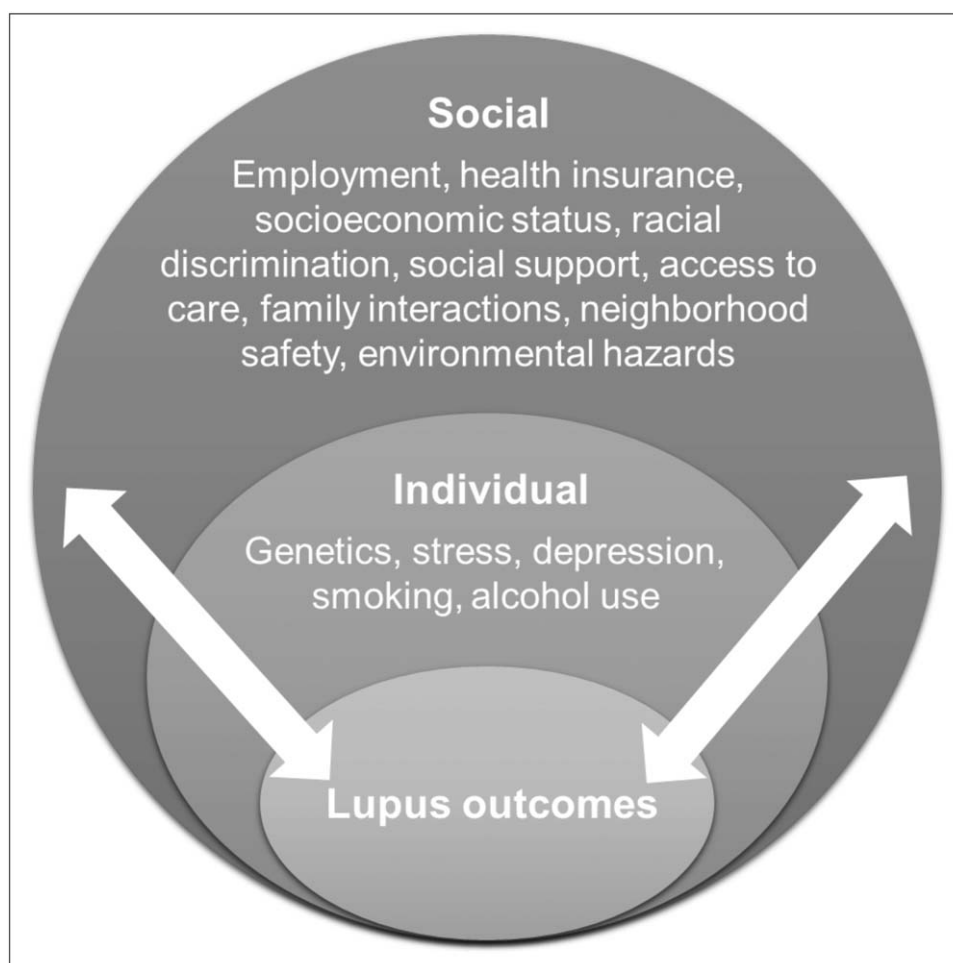 Social
Employment, health insurance,
socioeconomic status, racial
discrimination, social support, access to
care, family interactions, neighborhood
safety, environmental hazards
Individual
Genetics, stress, depression,
smoking, alcohol use
Lupus outcomes